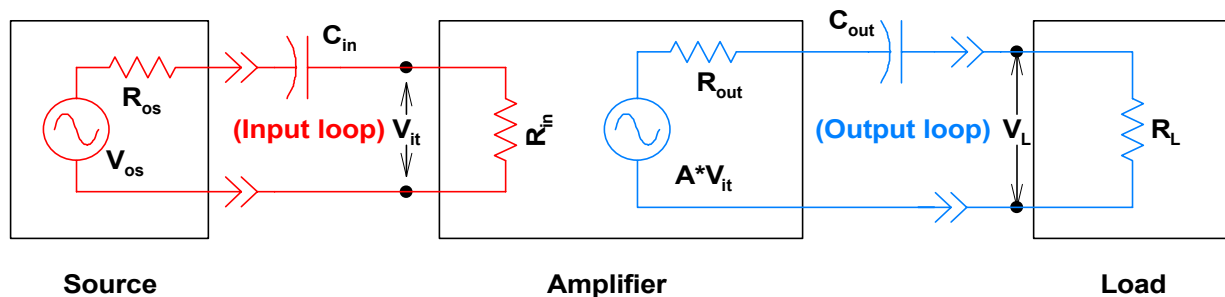 C_in
C_out
R_os
R_out
(Input loop)
V_it
R_in
(Output loop)
V_L
R_L
V_os
A*V_it
Source
Amplifier
Load